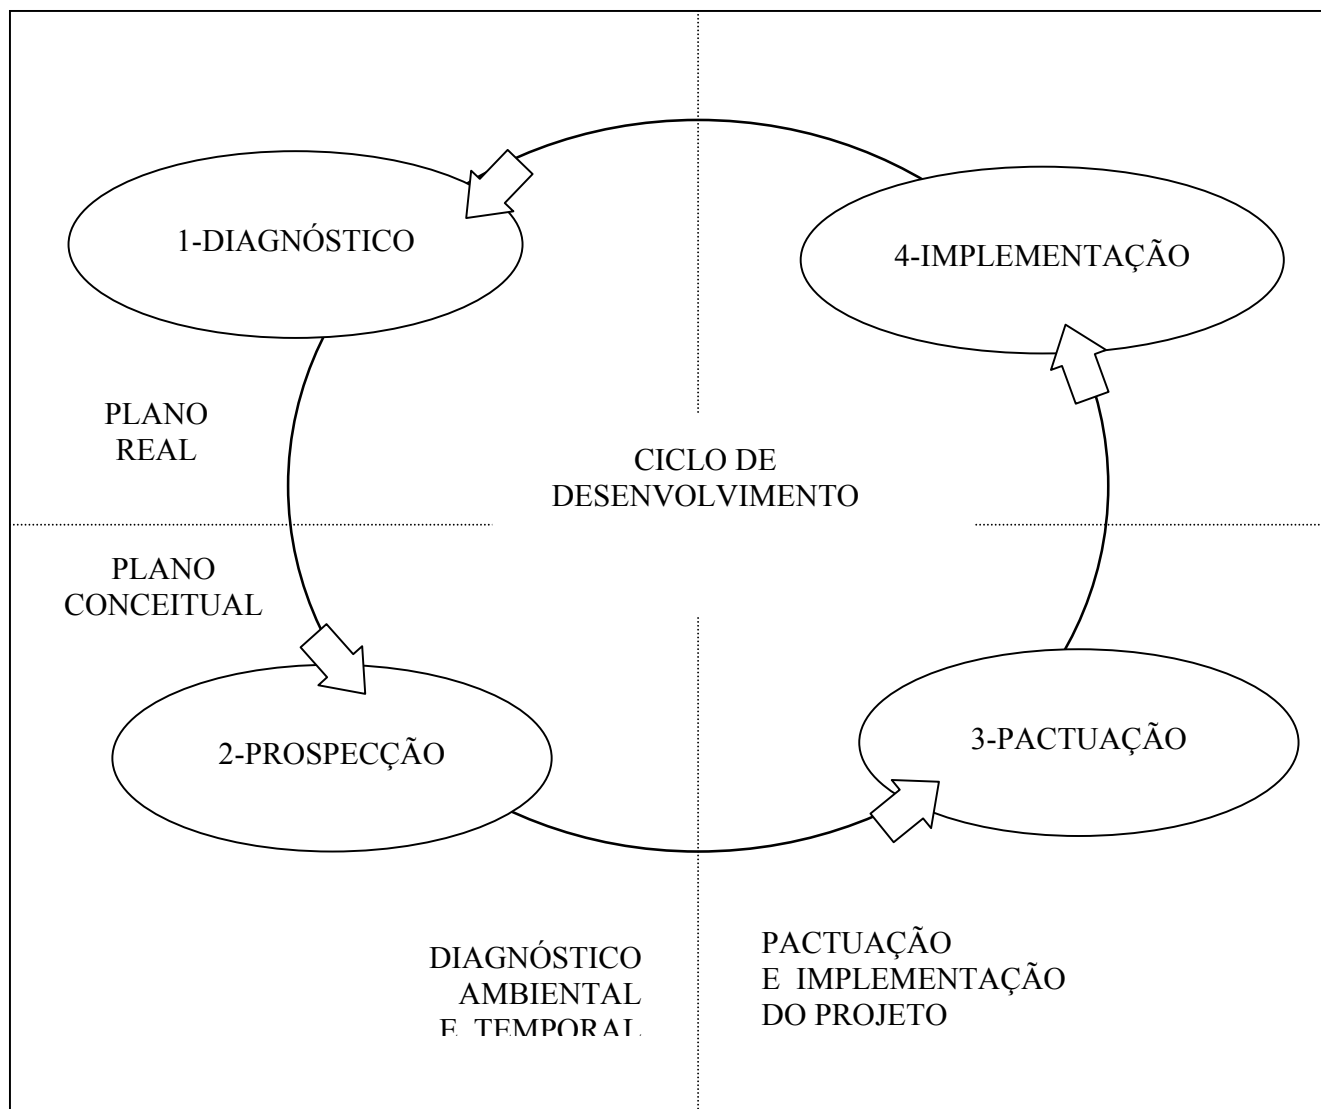 1-DIAGNÓSTICO
4-IMPLEMENTAÇÃO
PLANO
REAL
CICLO DE
DESENVOLVIMENTO
PLANO
CONCEITUAL
2-PROSPECÇÃO
3-PACTUAÇÃO
DIAGNÓSTICO
AMBIENTAL
E TEMPORAL
PACTUAÇÃO
E IMPLEMENTAÇÃO
DO PROJETO